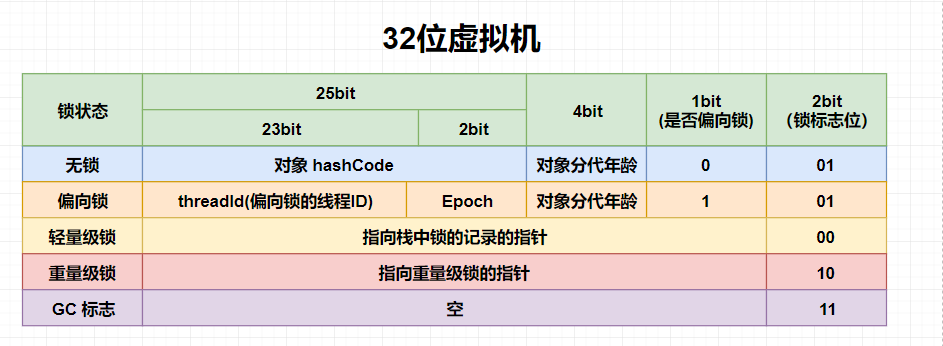 32位虚拟机
锁状态
25bit
23bit
2bit
4bit
1bit
(是否偏向锁)
2bit
（锁标志位）
无锁
对象 hashCode
对象分代年龄
0
01
偏向锁
threadId(偏向锁的线程ID)
Epoch
对象分代年龄
1
01
轻量级锁
指向栈中锁的记录的指针
00
重量级锁
指向重量级锁的指针
10
GC 标志
空
11